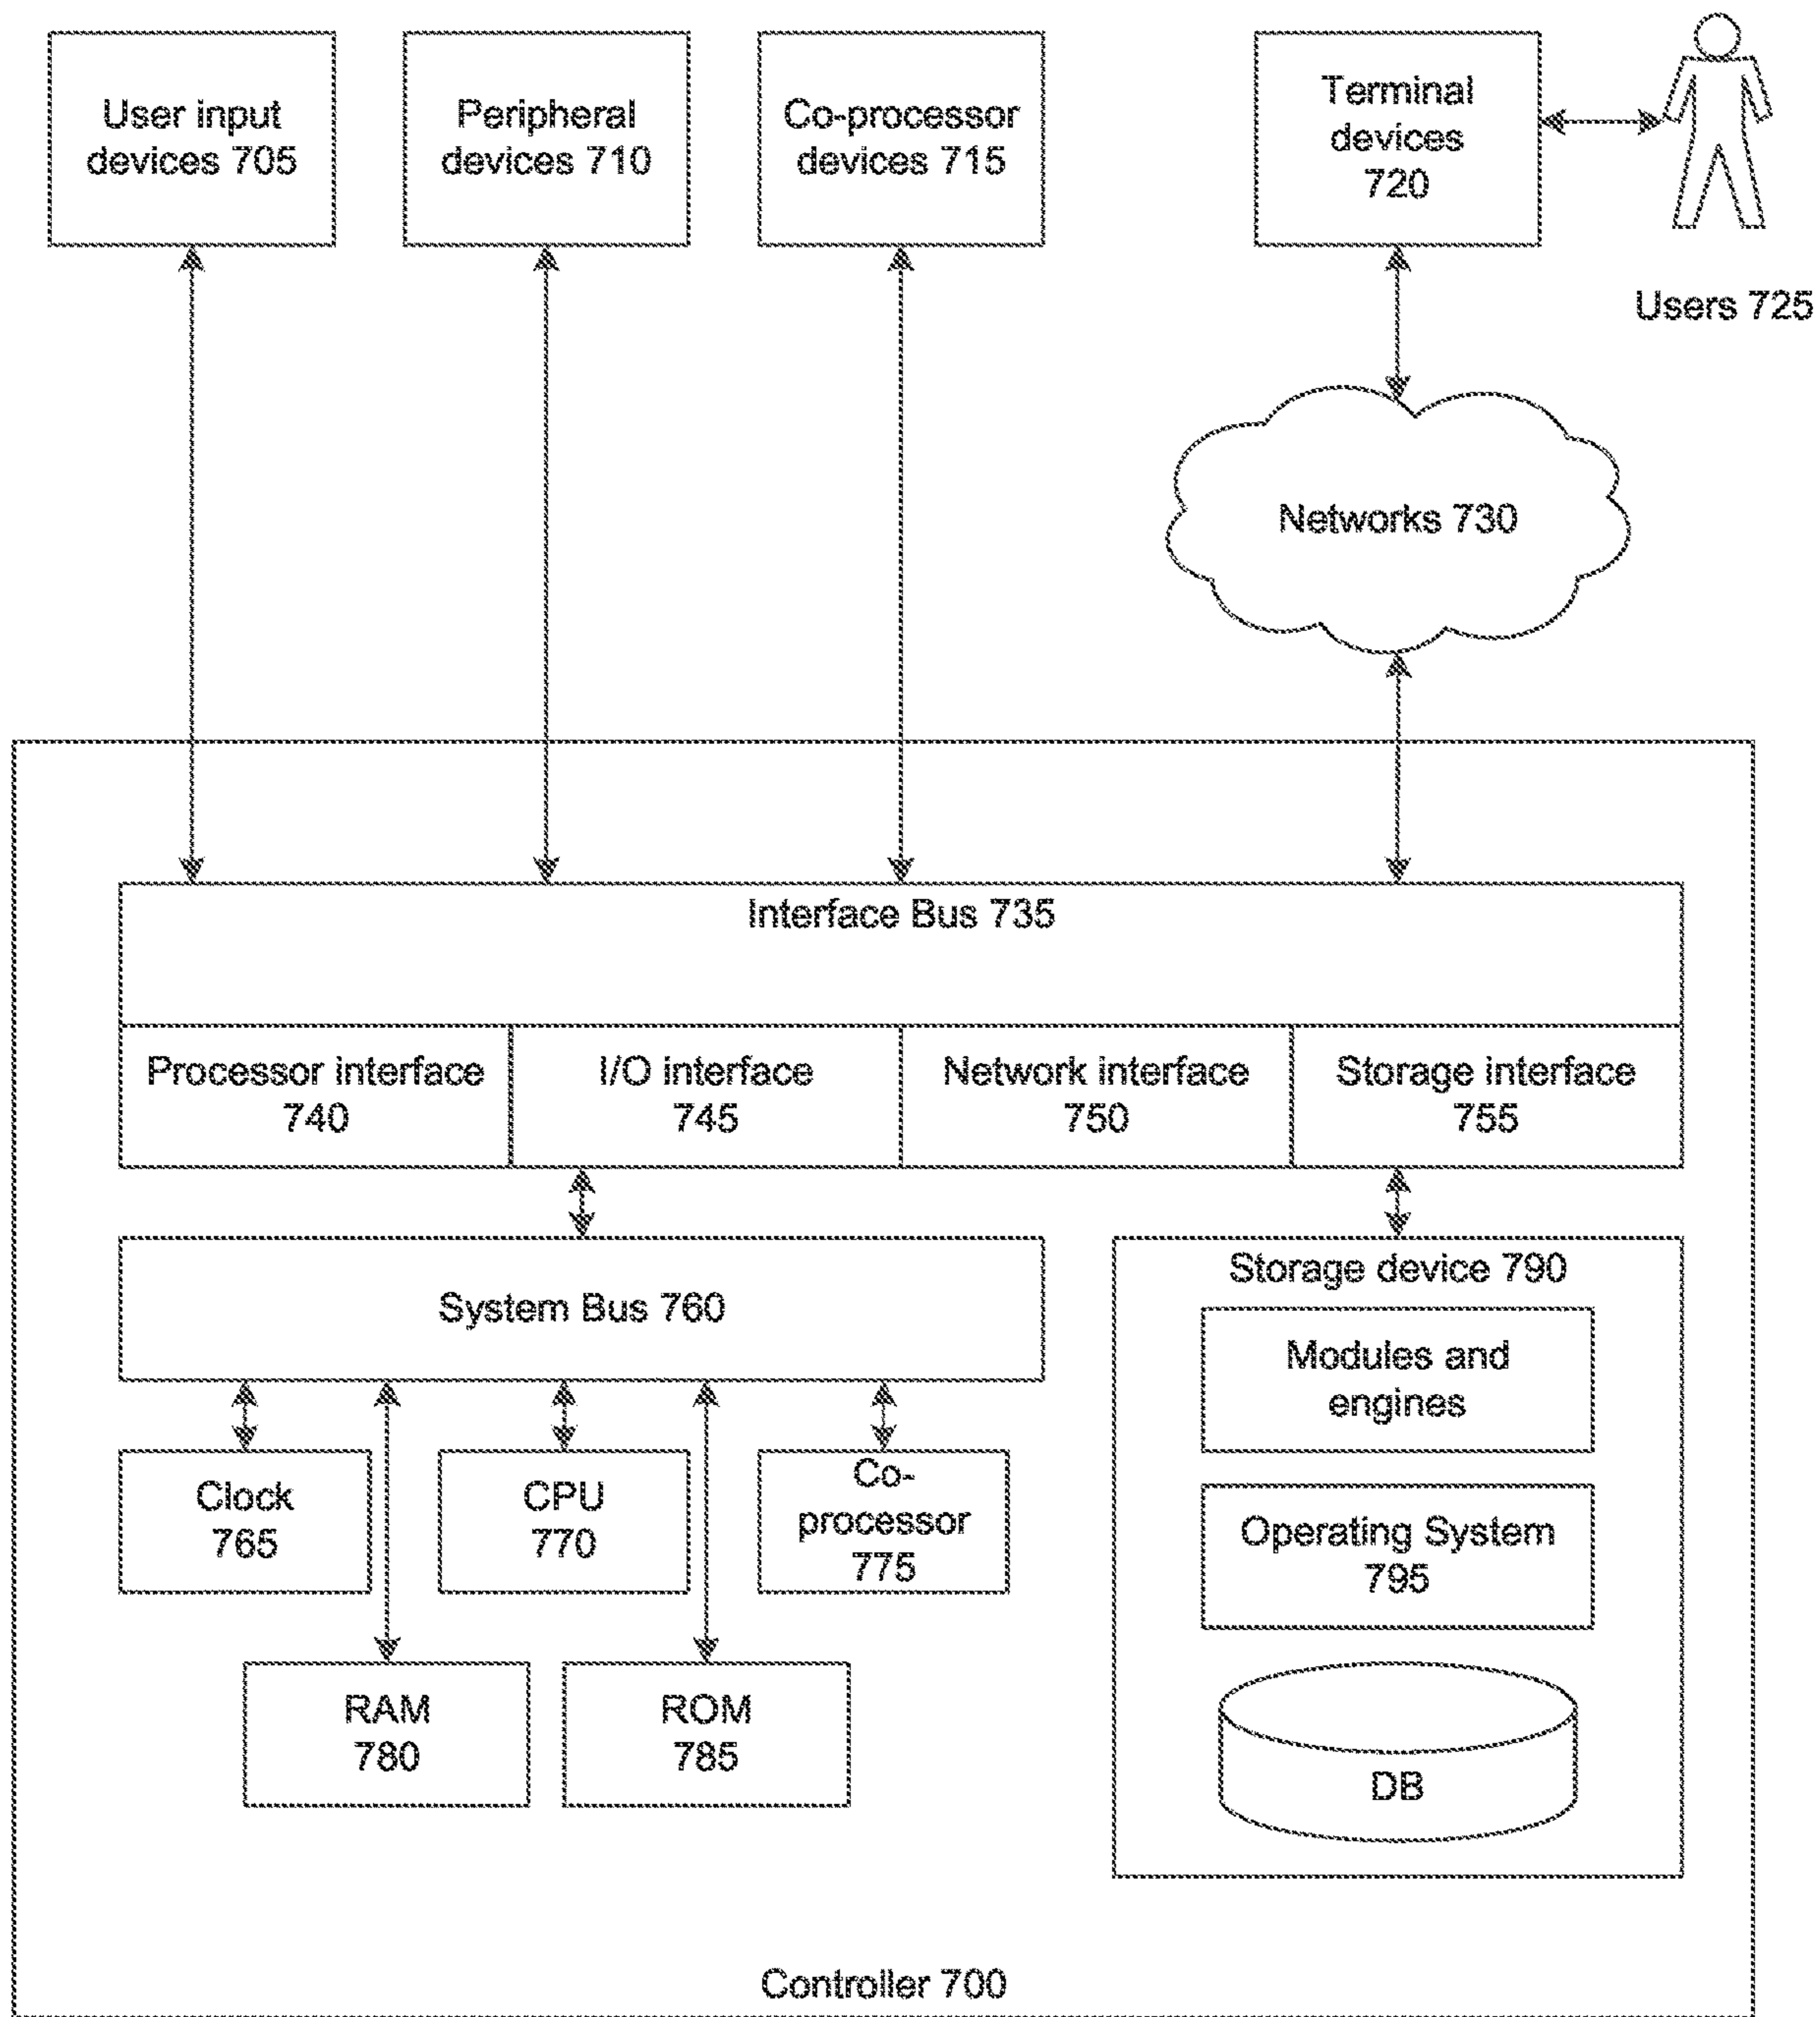 User input
devices 705
Peripheral
devices 710
Co-processor
devices 715
Terminal
devices
720
Users 725
Networks 730
Interface Bus 735
Processor interface
740
I/O interface
745
Network interface
750
Storage interface
755
System Bus 760
Storage device 790
Modules and
engines
Clock
765
CPU
770
Co-
processor
775
Operating System
795
RAM
780
ROM
785
DB
Controller 700